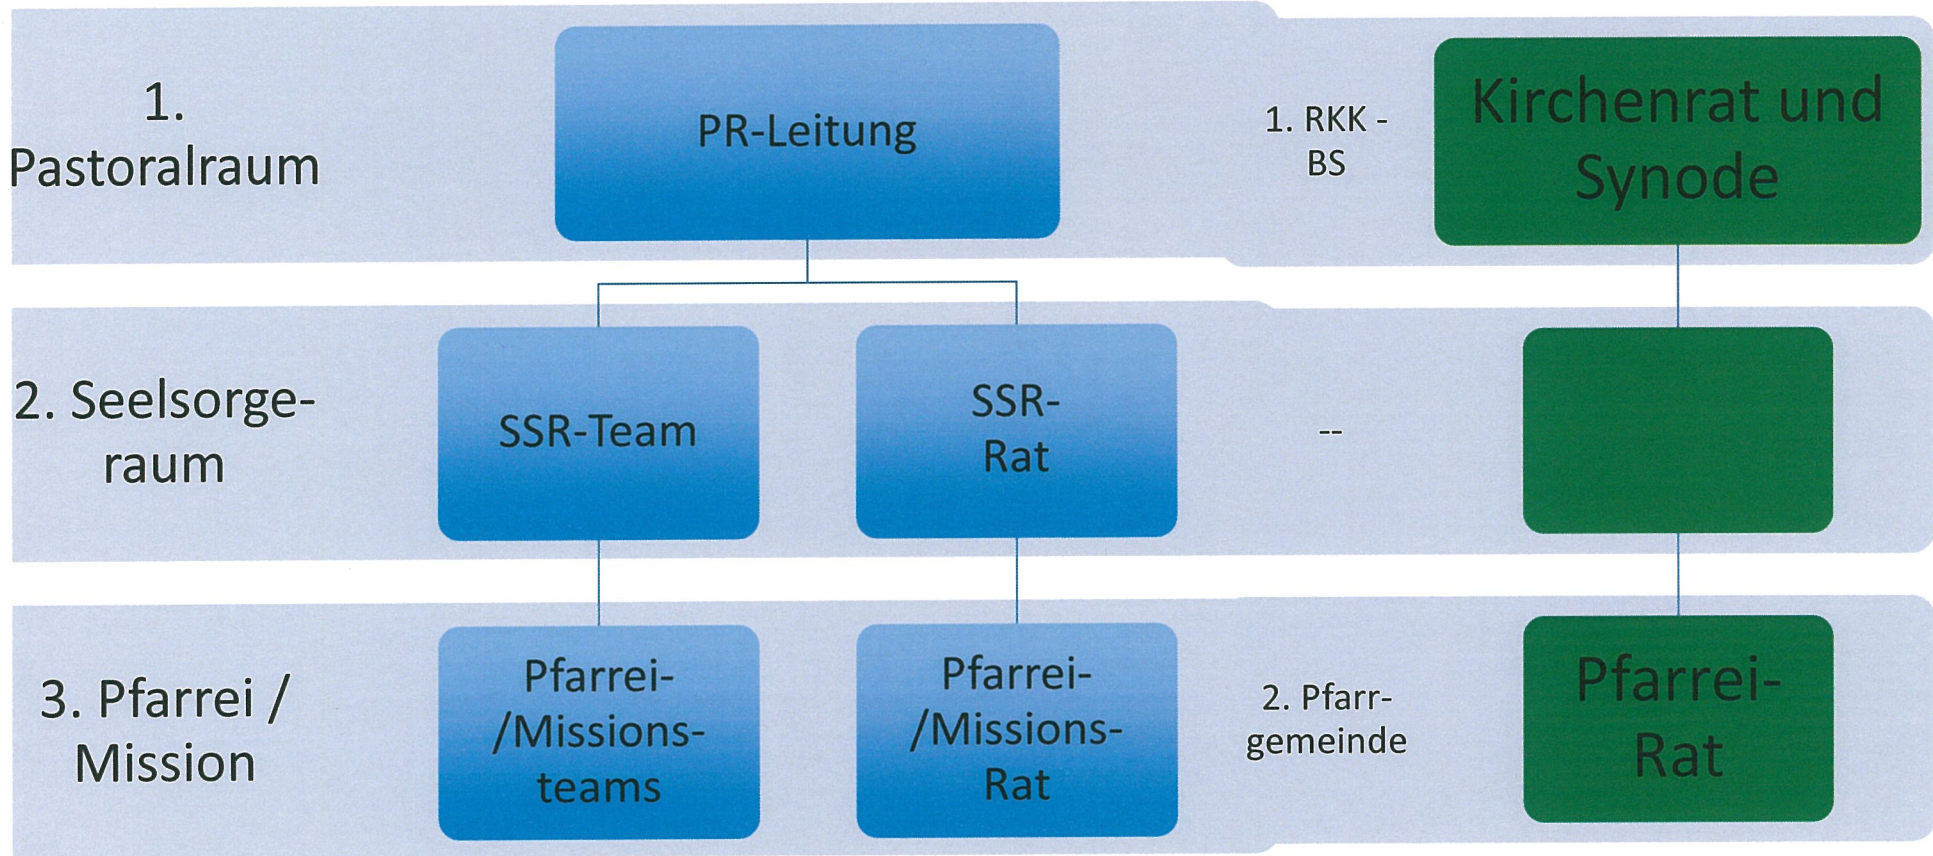 1.
Pastoralraum
PR-Leitung
1. RKK -
BS
Kirchenrat und
Synode
2. Seelsorge-
raum
SSR-Team
SSR-
Rat
--
3. Pfarrei /
Mission
Pfarrei-
/Missions-
teams
Pfarrei-
/Missions-
Rat
2. Pfarr-
gemeinde
Pfarrei-
Rat